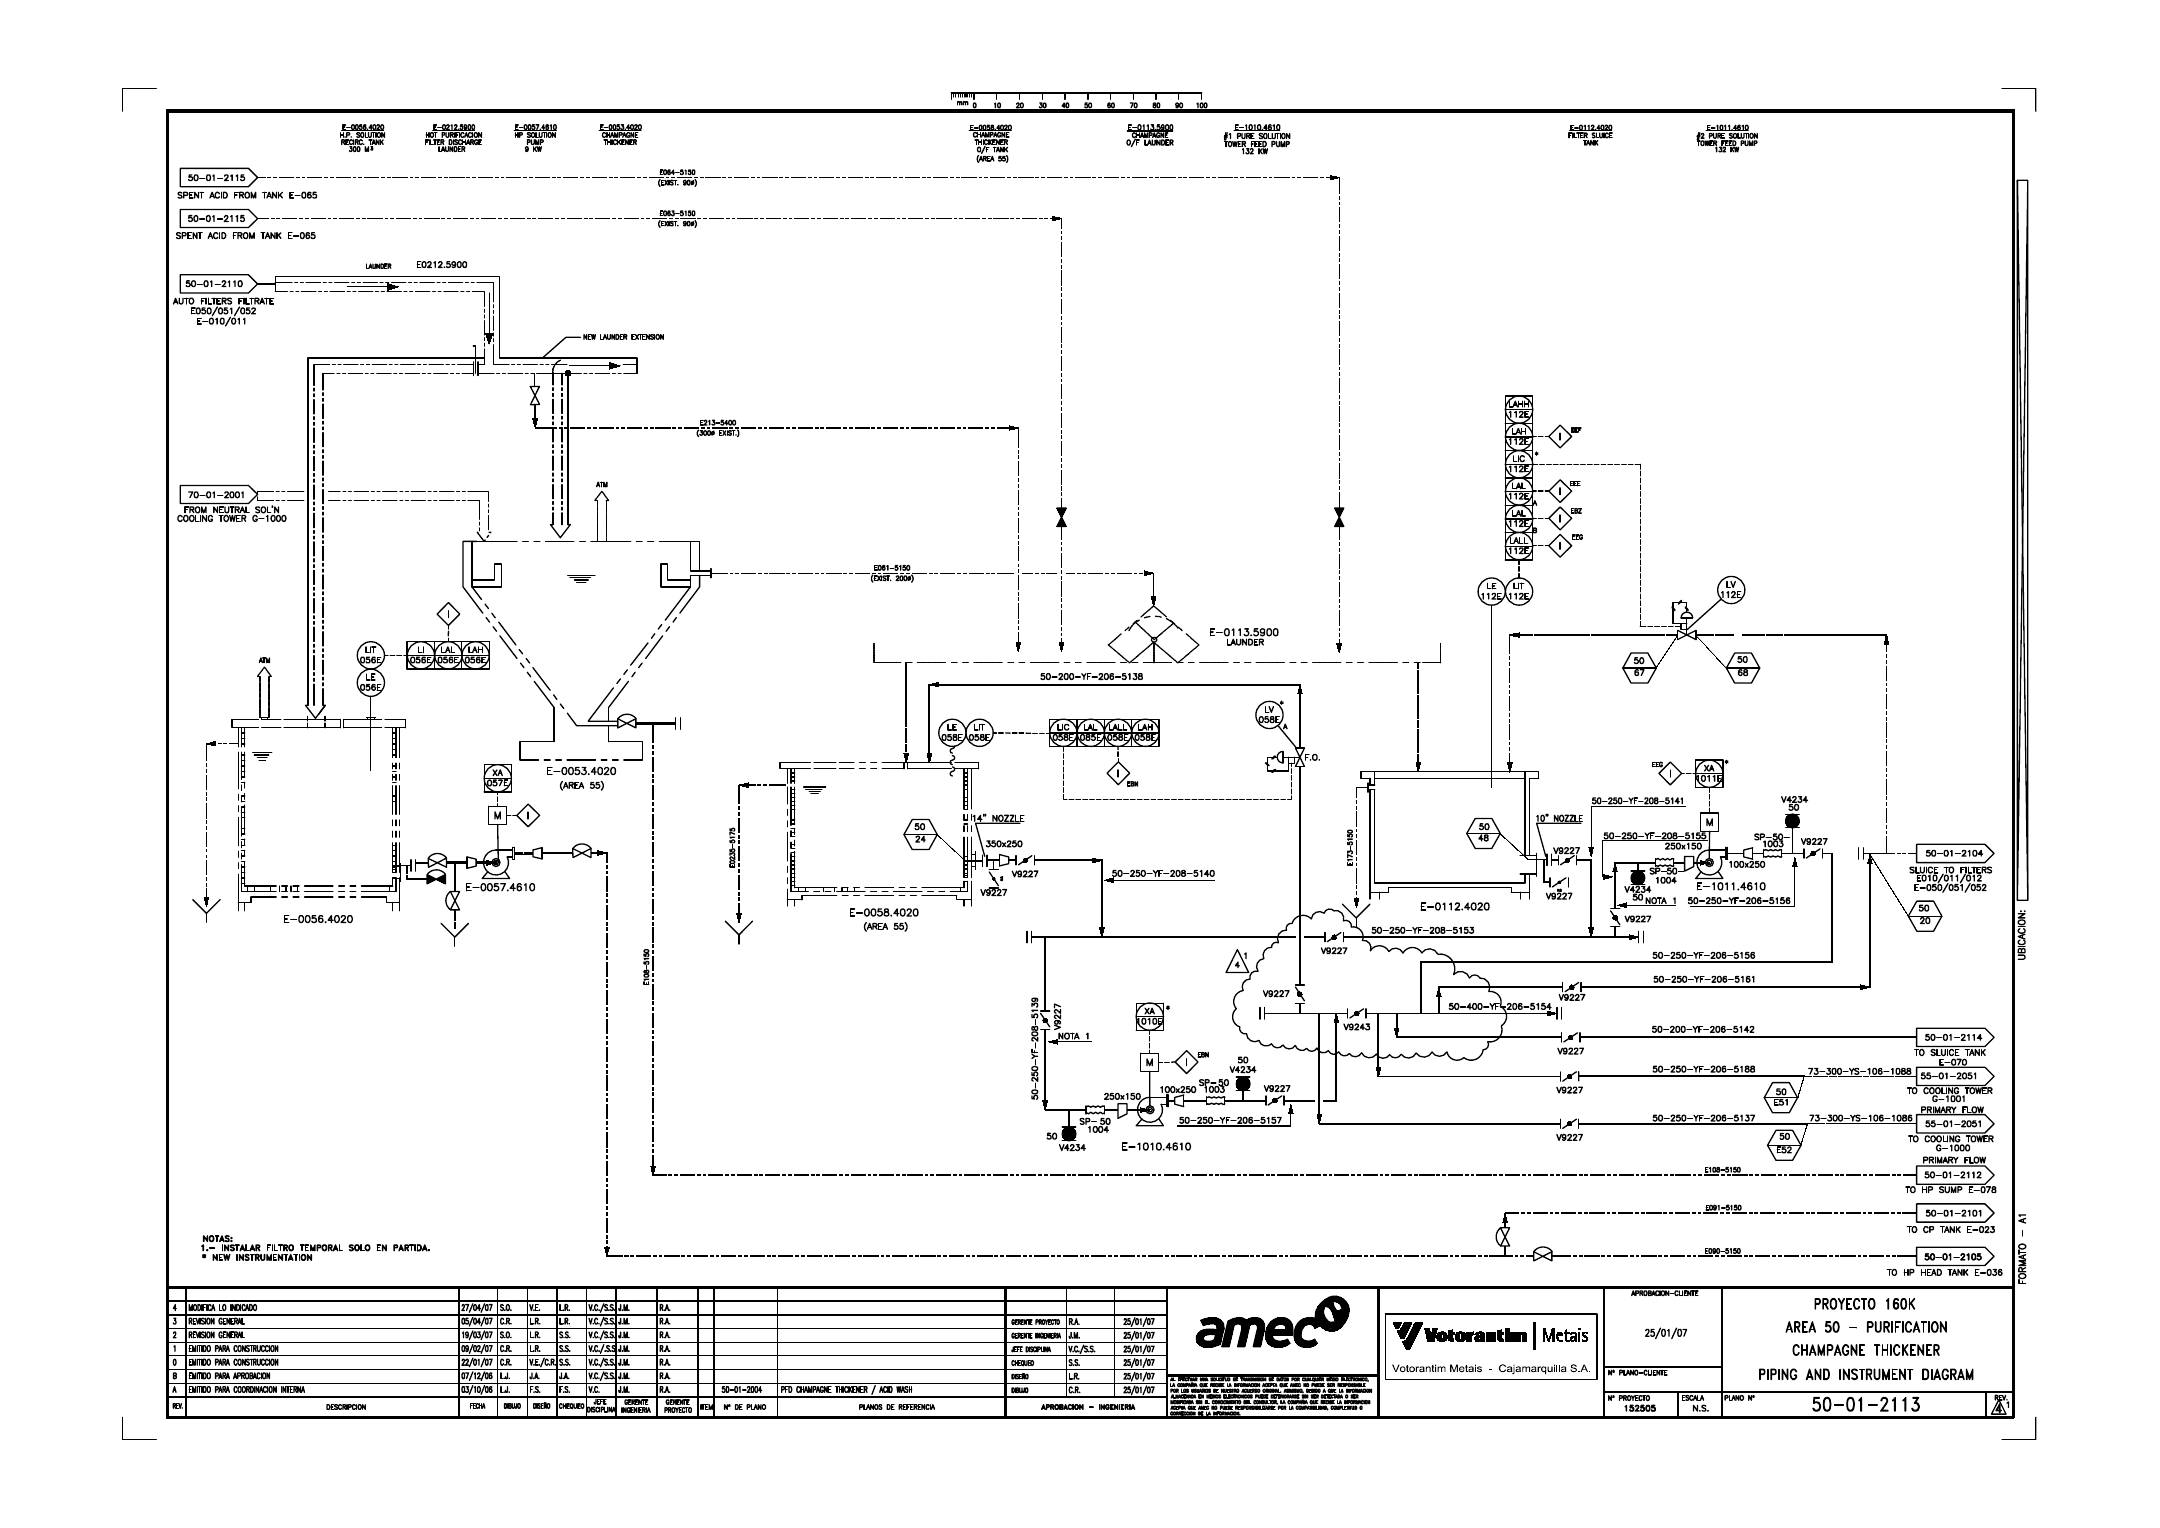 mm 0 10 20 30 40 50 60 70 80 90 100
E-0056.4020
H.P. SOLUTION
RECIRC. TANK
300 M³
E-0212.5900
HOT PURIFICACION
FILTER DISCHARGE
LAUNDER
E-0057.4610
HP SOLUTION
PUMP
9 KW
E-0053.4020
CHAMPAGNE
THICKENER
E-0058.4020
CHAMPAGNE
THICKENER
O/F TANK
(AREA 55)
E-0113.5900
CHAMPAGNE
O/F LAUNDER
E-1010.4610
#1 PURE SOLUTION
TOWER FEED PUMP
132 KW
E-0112.4020
FILTER SLUICE
TANK
E-1011.4610
#2 PURE SOLUTION
TOWER FEED PUMP
132 KW
50-01-2115
SPENT ACID FROM TANK E-065
E064-5150
(EXIST. 90ø)
50-01-2115
SPENT ACID FROM TANK E-065
E063-5150
(EXIST. 90ø)
50-01-2110
AUTO FILTERS FILTRATE
E050/051/052
E-010/011
LAUNDER E0212.5900
NEW LAUNDER EXTENSION
E213-5400
(300ø EXIST.)
70-01-2001
FROM NEUTRAL SOL'N
COOLING TOWER G-1000
ATM
E061-5150
(EXIST. 200ø)
E-0113.5900
LAUNDER
LAHH
112E
LAH
112E
I
EEF
LIC
112E
*
LAL
112E
A
I
EEE
LAL
112E
B
I
EBZ
LALL
112E
I
EEG
LE
112E
LIT
112E
LV
112E
50
67
50
68
I
LIT
056E
LI
056E
LAL
056E
LAH
056E
LE
056E
ATM
E-0053.4020
(AREA 55)
XA
057E
M
I
E-0057.4610
E-0056.4020
E108-5150
50-200-YF-206-5138
LE
058E
LIT
058E
LIC
058E
LAL
085E
LALL
058E
LAH
058E
I
EBN
LV
058E
*
A
F.O.
E0235-5175
50
24
14" NOZZLE
350x250
V9227
V9227
50-250-YF-208-5140
E-0058.4020
(AREA 55)
E173-5150
50
48
10" NOZZLE
V9227
V9227
E-0112.4020
50-250-YF-208-5141
50-250-YF-208-5155
250x150
EEG
I
XA
1011E
*
M
V4234
50
SP-50-
1003
V9227
100x250
SP-50
1004
V4234
50
NOTA 1
V9227
E-1011.4610
50-250-YF-206-5156
50-01-2104
SLUICE TO FILTERS
E010/011/012
E-050/051/052
50
20
50-250-YF-208-5153
V9227
50-250-YF-206-5156
4
1
50-250-YF-206-5161
V9227
V9227
50-400-YF-206-5154
V9243
50-250-YF-208-5139
V9227
NOTA 1
XA
1010E
*
M
I
EBN
50-200-YF-206-5142
V9227
50-01-2114
TO SLUICE TANK
E-070
50-250-YF-206-5188
V9227
73-300-YS-106-1088
50
E51
55-01-2051
TO COOLING TOWER
G-1001
PRIMARY FLOW
50-250-YF-206-5137
V9227
73-300-YS-106-1086
50
E52
55-01-2051
TO COOLING TOWER
G-1000
PRIMARY FLOW
250x150
100x250
SP-50
1003
50
V4234
V9227
SP-50
1004
50
V4234
50-250-YF-206-5157
E-1010.4610
E108-5150
50-01-2112
TO HP SUMP E-078
E091-5150
50-01-2101
TO CP TANK E-023
E090-5150
50-01-2105
TO HP HEAD TANK E-036
NOTAS:
1.- INSTALAR FILTRO TEMPORAL SOLO EN PARTIDA.
* NEW INSTRUMENTATION
UBICACION:
FORMATO - A1
4 MODIFICA LO INDICADO 27/04/07 S.O. V.E. L.R. V.C./S.S. J.M. R.A.
3 REVISION GENERAL 05/04/07 C.R. L.R. L.R. V.C./S.S. J.M. R.A.
2 REVISION GENERAL 19/03/07 S.O. L.R. S.S. V.C./S.S. J.M. R.A.
1 EMITIDO PARA CONSTRUCCION 09/02/07 C.R. L.R. S.S. V.C./S.S. J.M. R.A.
0 EMITIDO PARA CONSTRUCCION 22/01/07 C.R. V.E./C.R. S.S. V.C./S.S. J.M. R.A.
B EMITIDO PARA APROBACION 07/12/06 I.J. J.A. J.A. V.C./S.S. J.M. R.A.
A EMITIDO PARA COORDINACION INTERNA 03/10/06 I.J. F.S. F.S. V.C. J.M. R.A.
REV. DESCRIPCION FECHA DIBUJO DISEÑO CHEQUEO JEFE DISCIPLINA GERENTE INGENIERIA GERENTE PROYECTO
50-01-2004 PFD CHAMPAGNE THICKENER / ACID WASH
ITEM N° DE PLANO PLANOS DE REFERENCIA
GERENTE PROYECTO R.A. 25/01/07
GERENTE INGENIERIA J.M. 25/01/07
JEFE DISCIPLINA V.C./S.S. 25/01/07
CHEQUEO S.S. 25/01/07
DISEÑO L.R. 25/01/07
DIBUJO C.R. 25/01/07
APROBACION - INGENIERIA
amec
Votorantim | Metais
Votorantim Metais - Cajamarquilla S.A.
APROBACION-CLIENTE
25/01/07
N° PLANO-CLIENTE
N° PROYECTO
152505
ESCALA
N.S.
PROYECTO 160K
AREA 50 - PURIFICATION
CHAMPAGNE THICKENER
PIPING AND INSTRUMENT DIAGRAM
PLANO N°
50-01-2113
REV.
4
1